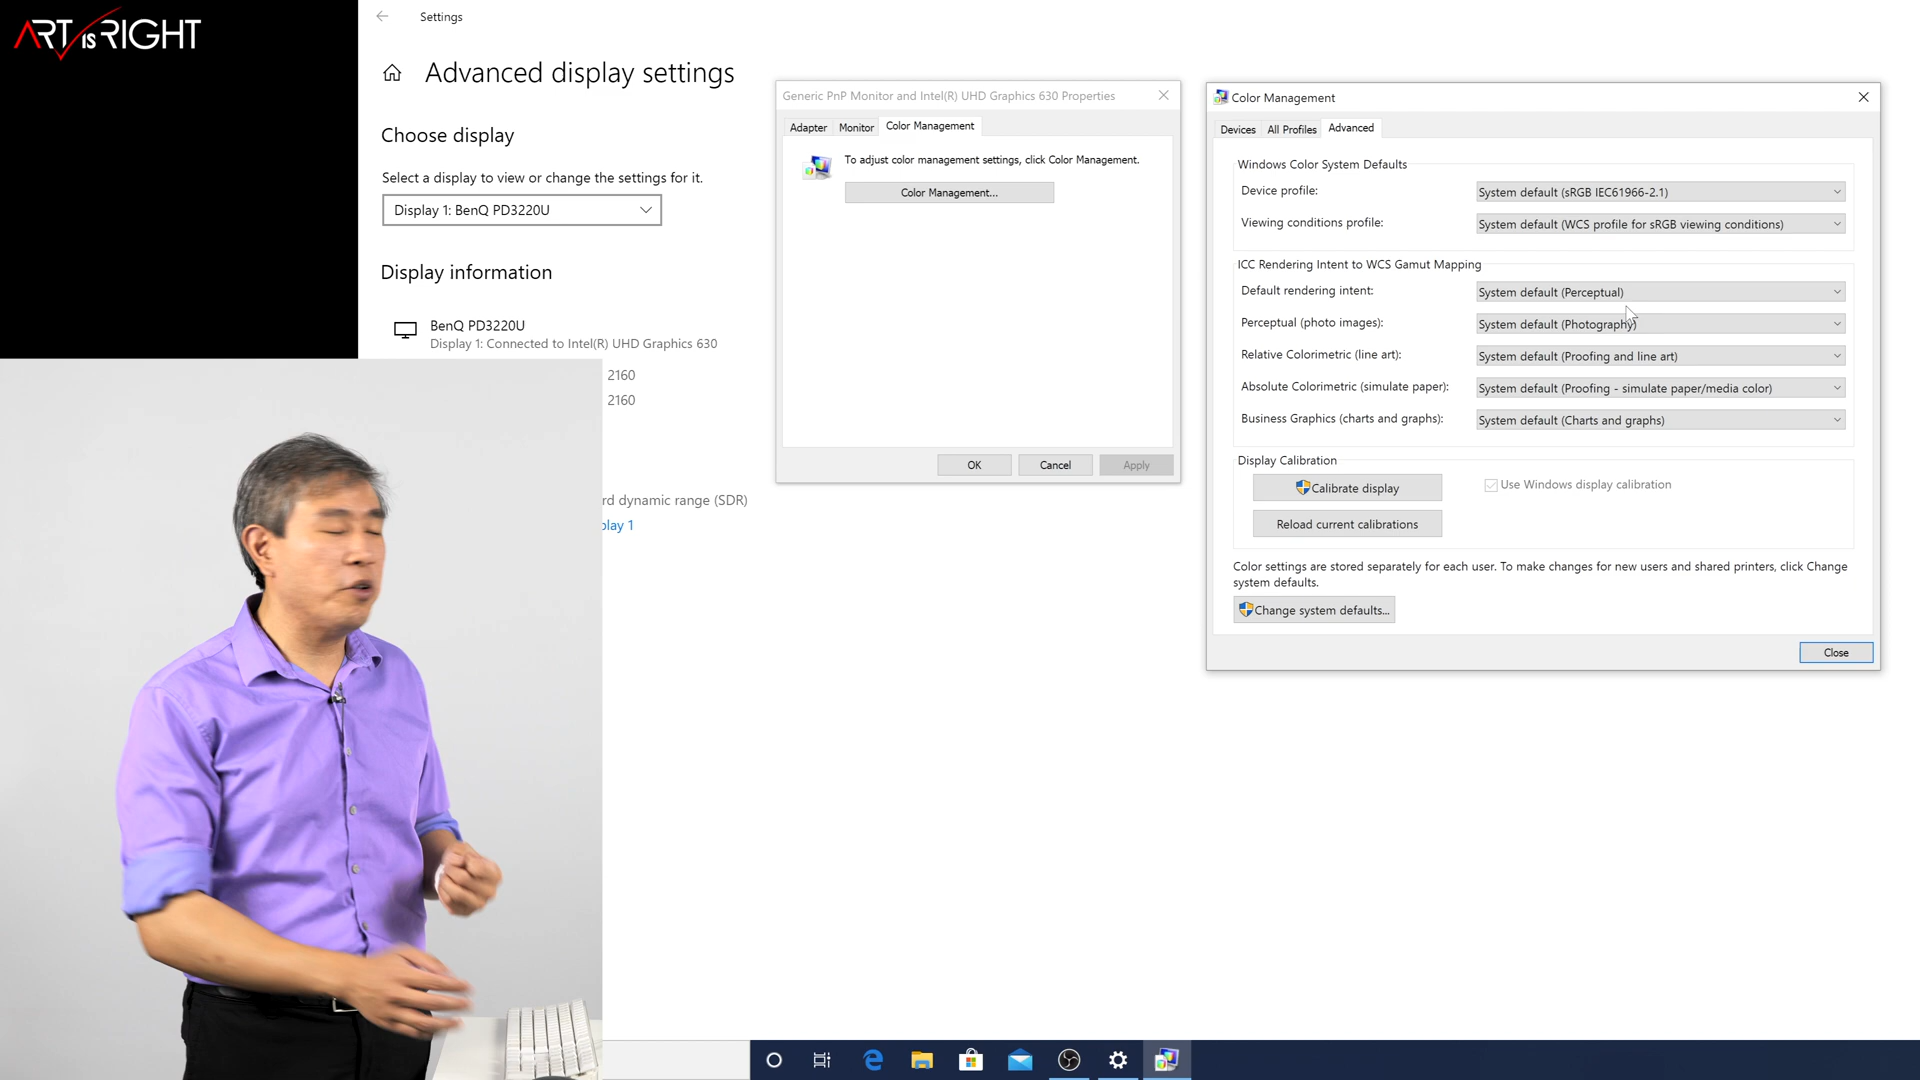 ART IS RIGHT
Settings
Advanced display settings
Choose display
Select a display to view or change the settings for it.
Display 1: BenQ PD3220U
Display information
BenQ PD3220U
Display 1: Connected to Intel(R) UHD Graphics 630
2160
2160
rd dynamic range (SDR)
play 1
Generic PnP Monitor and Intel(R) UHD Graphics 630 Properties
Adapter Monitor Color Management
To adjust color management settings, click Color Management.
Color Management...
OK Cancel Apply
Color Management
Devices All Profiles Advanced
Windows Color System Defaults
Device profile: System default (sRGB IEC61966-2.1)
Viewing conditions profile: System default (WCS profile for sRGB viewing conditions)
ICC Rendering Intent to WCS Gamut Mapping
Default rendering intent: System default (Perceptual)
Perceptual (photo images): System default (Photography)
Relative Colorimetric (line art): System default (Proofing and line art)
Absolute Colorimetric (simulate paper): System default (Proofing - simulate paper/media color)
Business Graphics (charts and graphs): System default (Charts and graphs)
Display Calibration
Calibrate display Use Windows display calibration
Reload current calibrations
Color settings are stored separately for each user. To make changes for new users and shared printers, click Change
system defaults.
Change system defaults...
Close